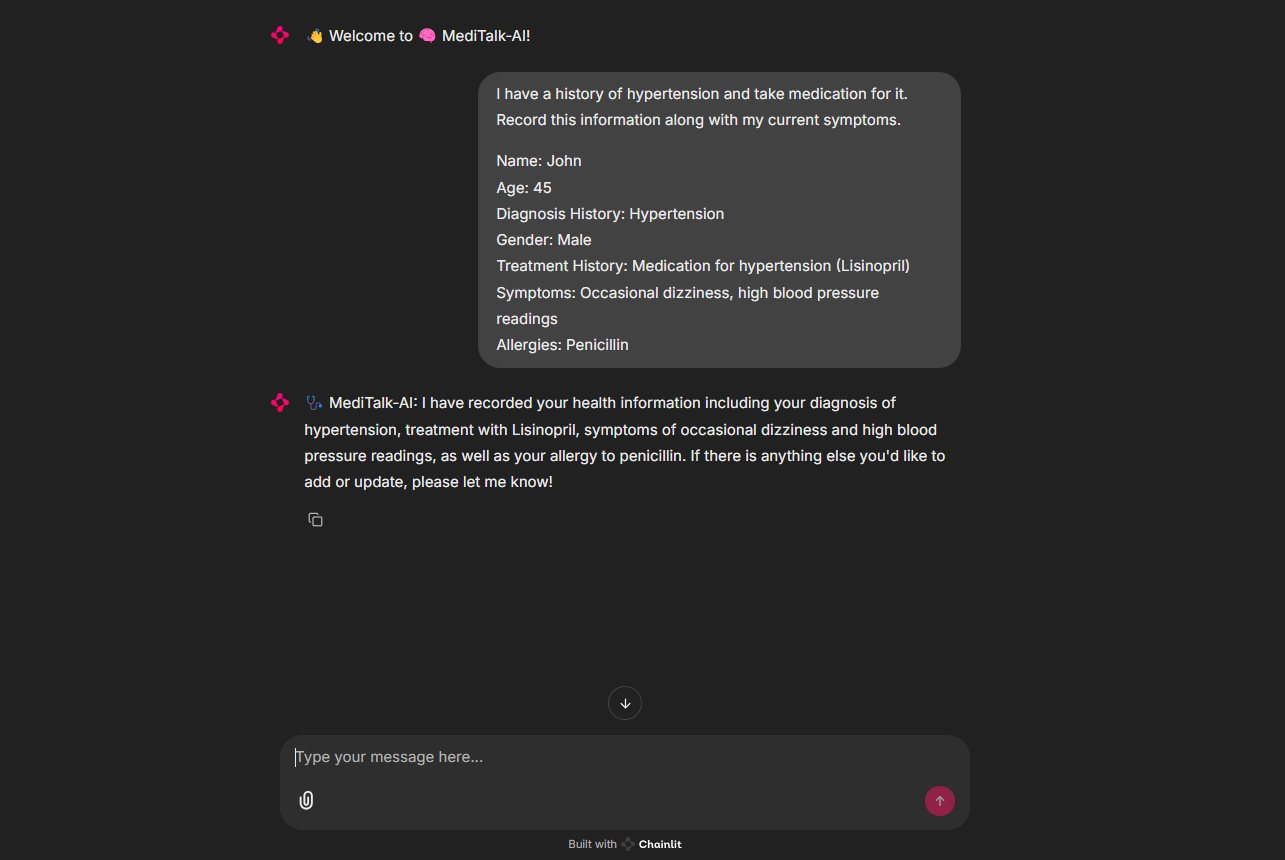 👋 Welcome to 🧠 MediTalk-AI!
I have a history of hypertension and take medication for it.
Record this information along with my current symptoms.
Name: John
Age: 45
Diagnosis History: Hypertension
Gender: Male
Treatment History: Medication for hypertension (Lisinopril)
Symptoms: Occasional dizziness, high blood pressure
readings
Allergies: Penicillin
🩺 MediTalk-AI: I have recorded your health information including your diagnosis of
hypertension, treatment with Lisinopril, symptoms of occasional dizziness and high blood
pressure readings, as well as your allergy to penicillin. If there is anything else you'd like to
add or update, please let me know!
Type your message here...
Built with Chainlit